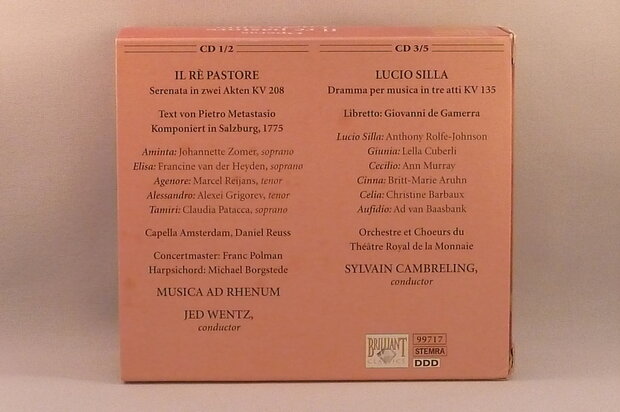 CD 1/2
IL RÈ PASTORE
Serenata in zwei Akten KV 208
Text von Pietro Metastasio
Komponiert in Salzburg, 1775
Aminta: Johannette Zomer, soprano
Elisa: Francine van der Heyden, soprano
Agenore: Marcel Reijans, tenor
Alessandro: Alexei Grigorev, tenor
Tamiri: Claudia Patacca, soprano
Capella Amsterdam, Daniel Reuss
Concertmaster: Franc Polman
Harpsichord: Michael Borgstede
MUSICA AD RHENUM
JED WENTZ,
conductor
CD 3/5
LUCIO SILLA
Dramma per musica in tre atti KV 135
Libretto: Giovanni de Gamerra
Lucio Silla: Anthony Rolfe-Johnson
Giunia: Lella Cuberli
Cecilio: Ann Murray
Cinna: Britt-Marie Aruhn
Celia: Christine Barbaux
Aufidio: Ad van Baasbank
Orchestre et Choeurs du
Théâtre Royal de la Monnaie
SYLVAIN CAMBRELING,
conductor
BRILLIANT
CLASSICS
99717
STEMRA
DDD